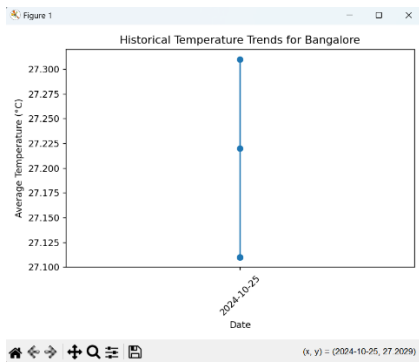 Figure 1
Historical Temperature Trends for Bangalore
27.300
27.275
27.250
27.225
27.200
27.175
27.150
27.125
27.100
Average Temperature (°C)
2024-10-25
Date
(x, y) = (2024-10-25, 27.2029)